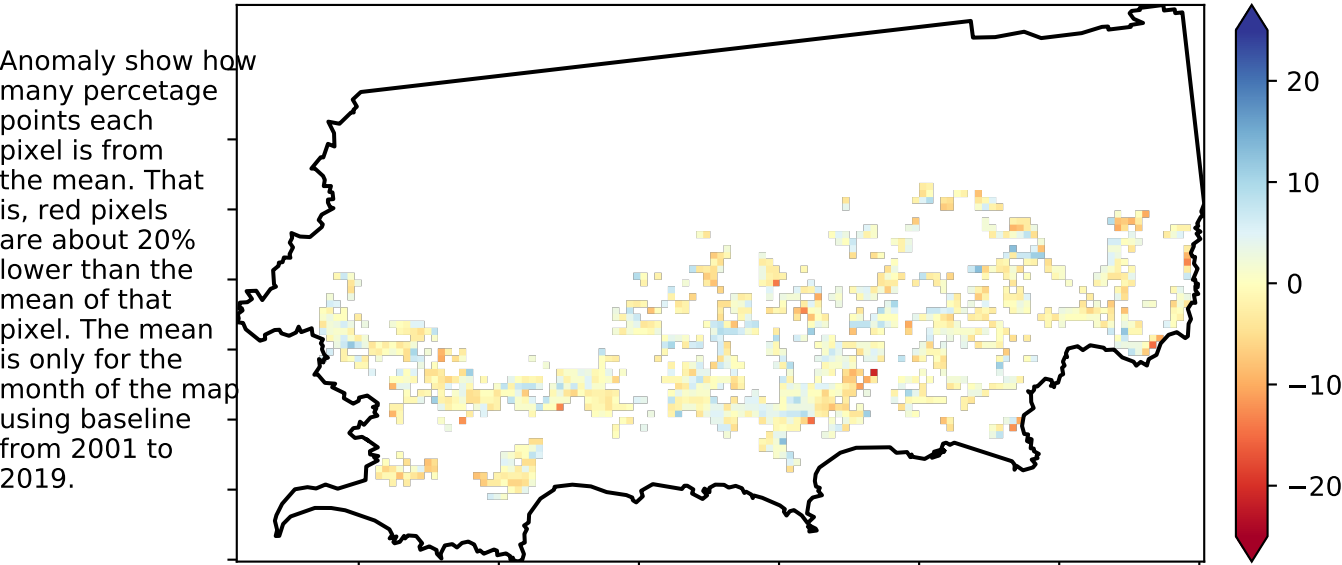 Anomaly show how
many percetage
points each
pixel is from
the mean. That
is, red pixels
are about 20%
lower than the
mean of that
pixel. The mean
is only for the
month of the map
using baseline
from 2001 to
2019.
20
10
0
−10
−20